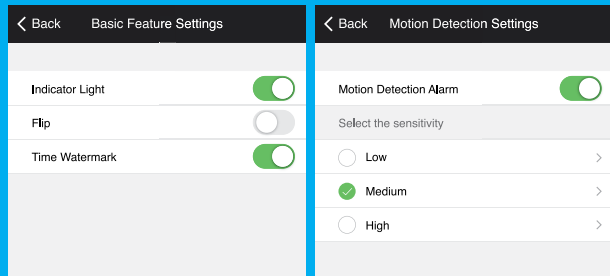 Back Basic Feature Settings
Indicator Light
Flip
Time Watermark
Back Motion Detection Settings
Motion Detection Alarm
Select the sensitivity
Low
Medium
High